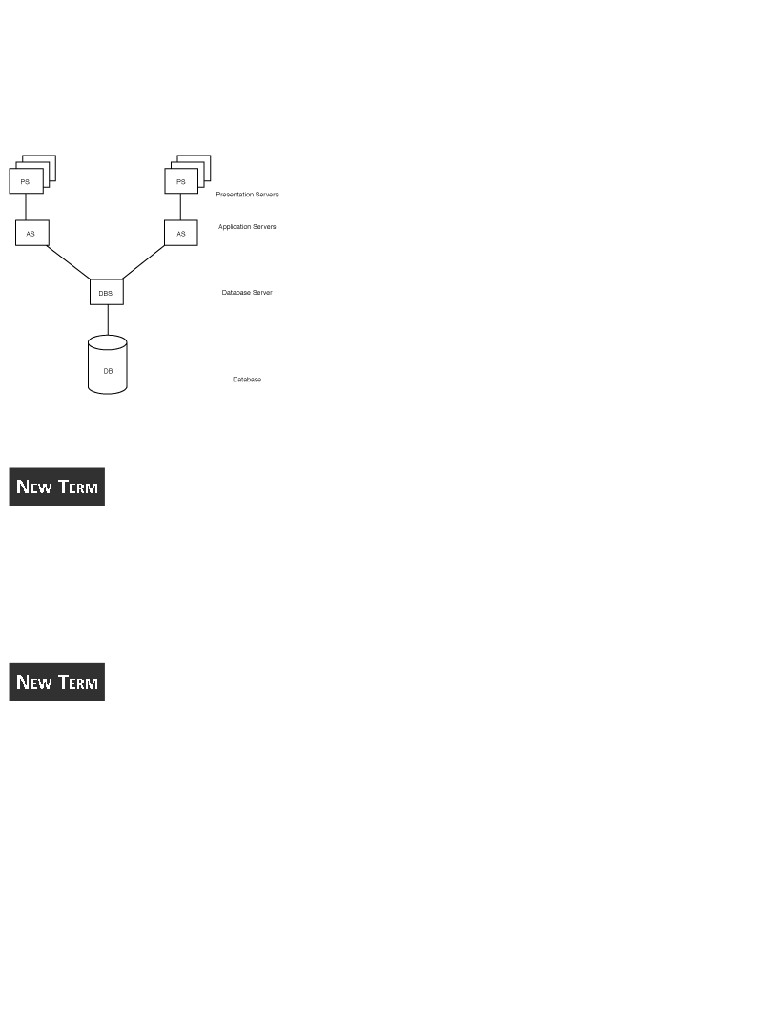 PS PS
Presentation Servers
AS AS Application Servers
DBS Database Server
DB
Database
NEW TERM
NEW TERM